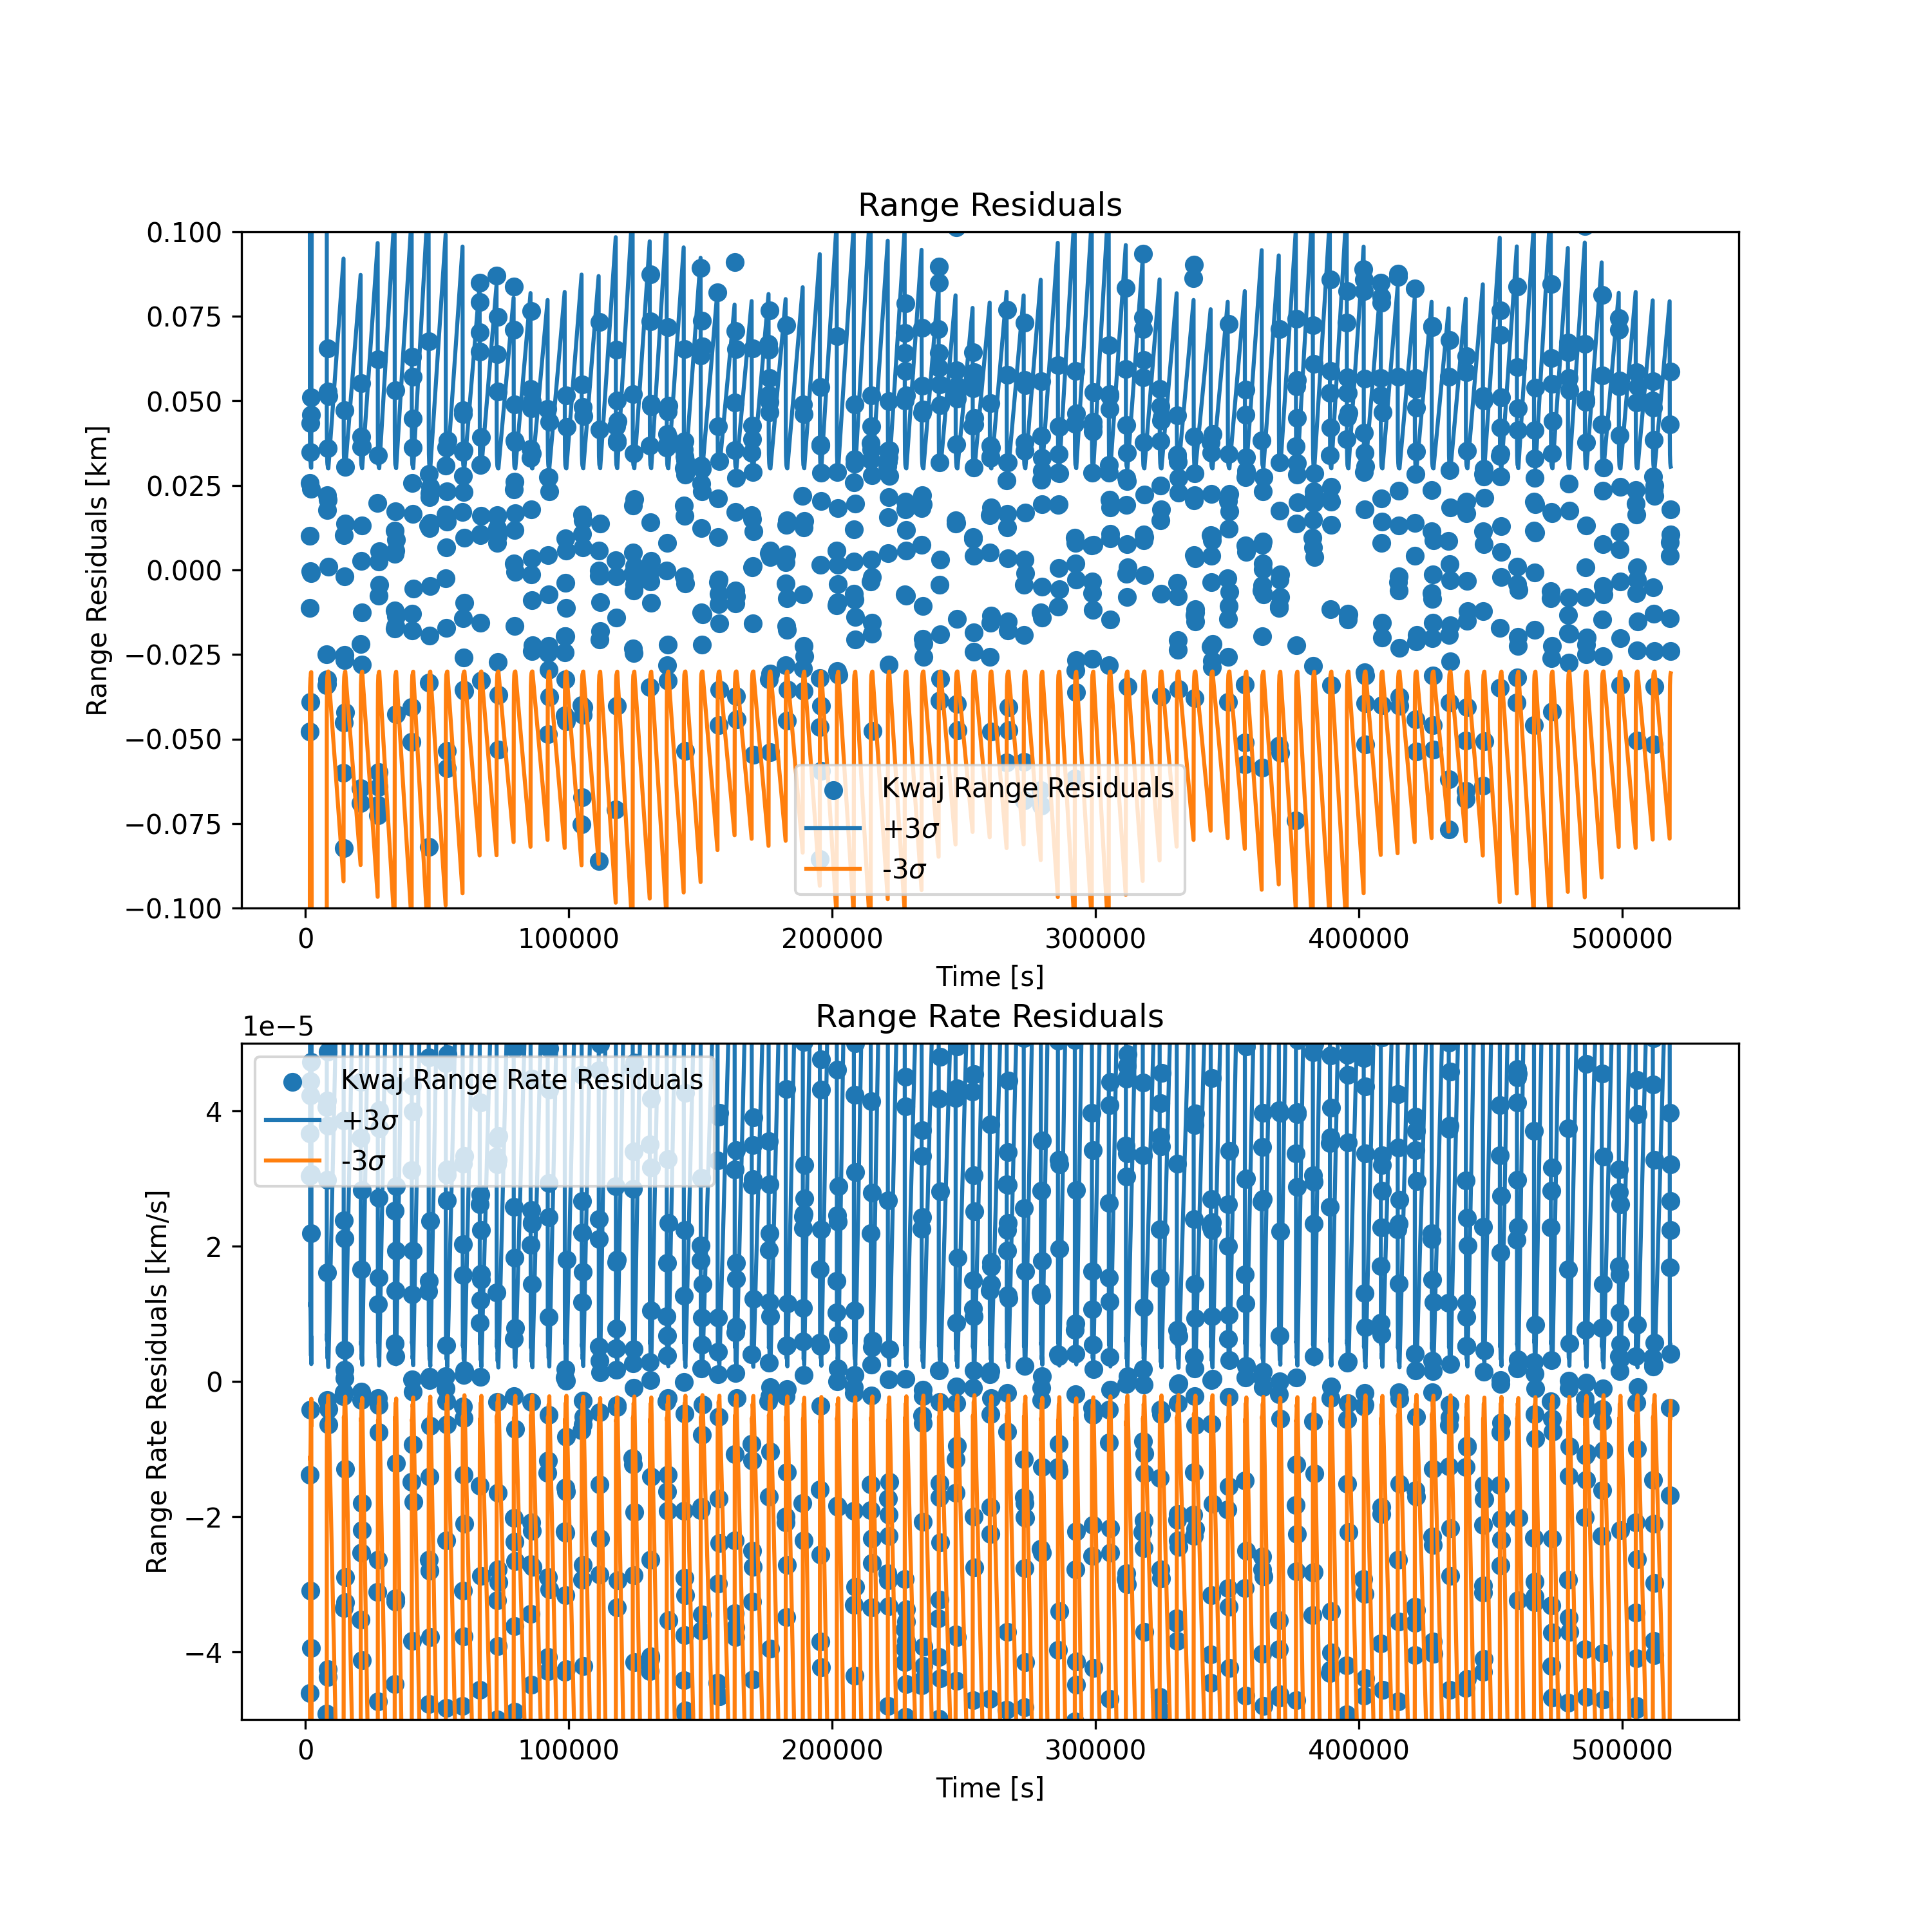 Range Residuals
0.100
0.075
0.050
0.025
0.000
−0.025
−0.050
−0.075
−0.100
Range Residuals [km]
Kwaj Range Residuals
+3σ
-3σ
0 100000 200000 300000 400000 500000
Time [s]
Range Rate Residuals
1e−5
4
2
0
−2
−4
Range Rate Residuals [km/s]
Kwaj Range Rate Residuals
+3σ
-3σ
0 100000 200000 300000 400000 500000
Time [s]